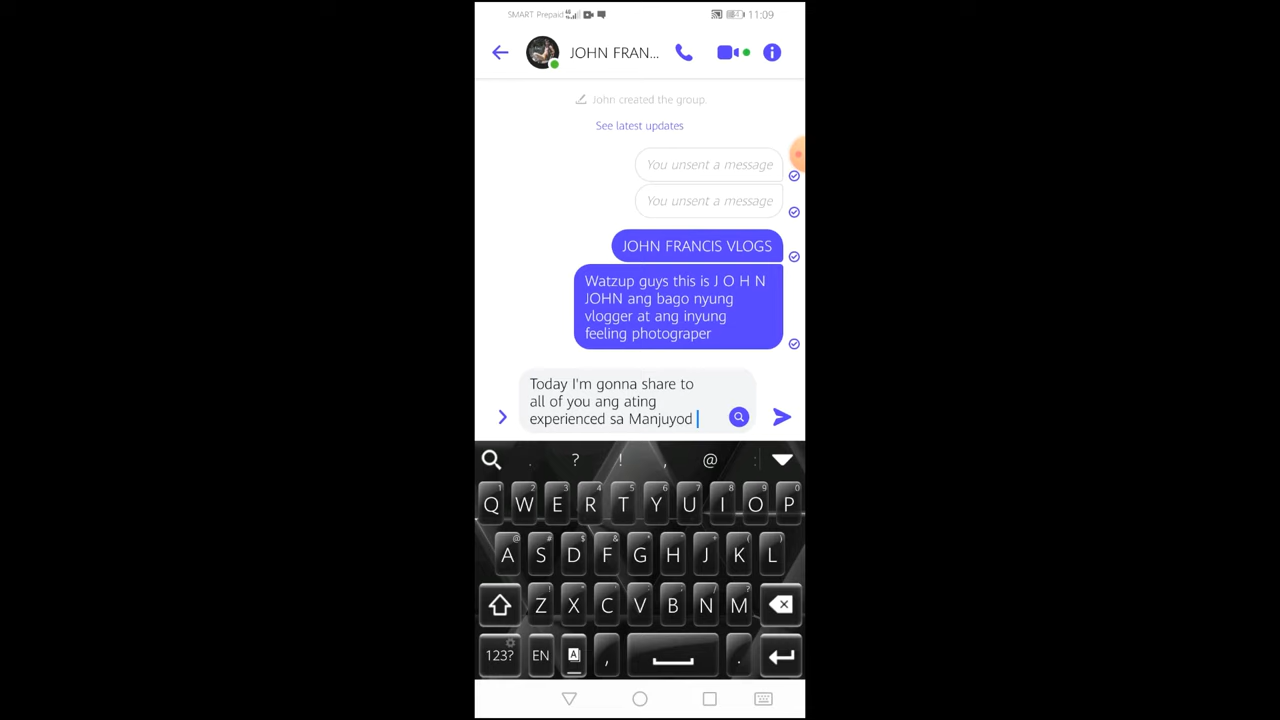 SMART Prepaid 11:09
JOHN FRAN...
John created the group.
See latest updates
You unsent a message
You unsent a message
JOHN FRANCIS VLOGS
Watzup guys this is J O H N
JOHN ang bago nyung
vlogger at ang inyung
feeling photograper
Today I'm gonna share to
all of you ang ating
experienced sa Manjuyod
. ? ! , @ :
Q W E R T Y U I O P
A S D F G H J K L
Z X C V B N M
123? EN , .